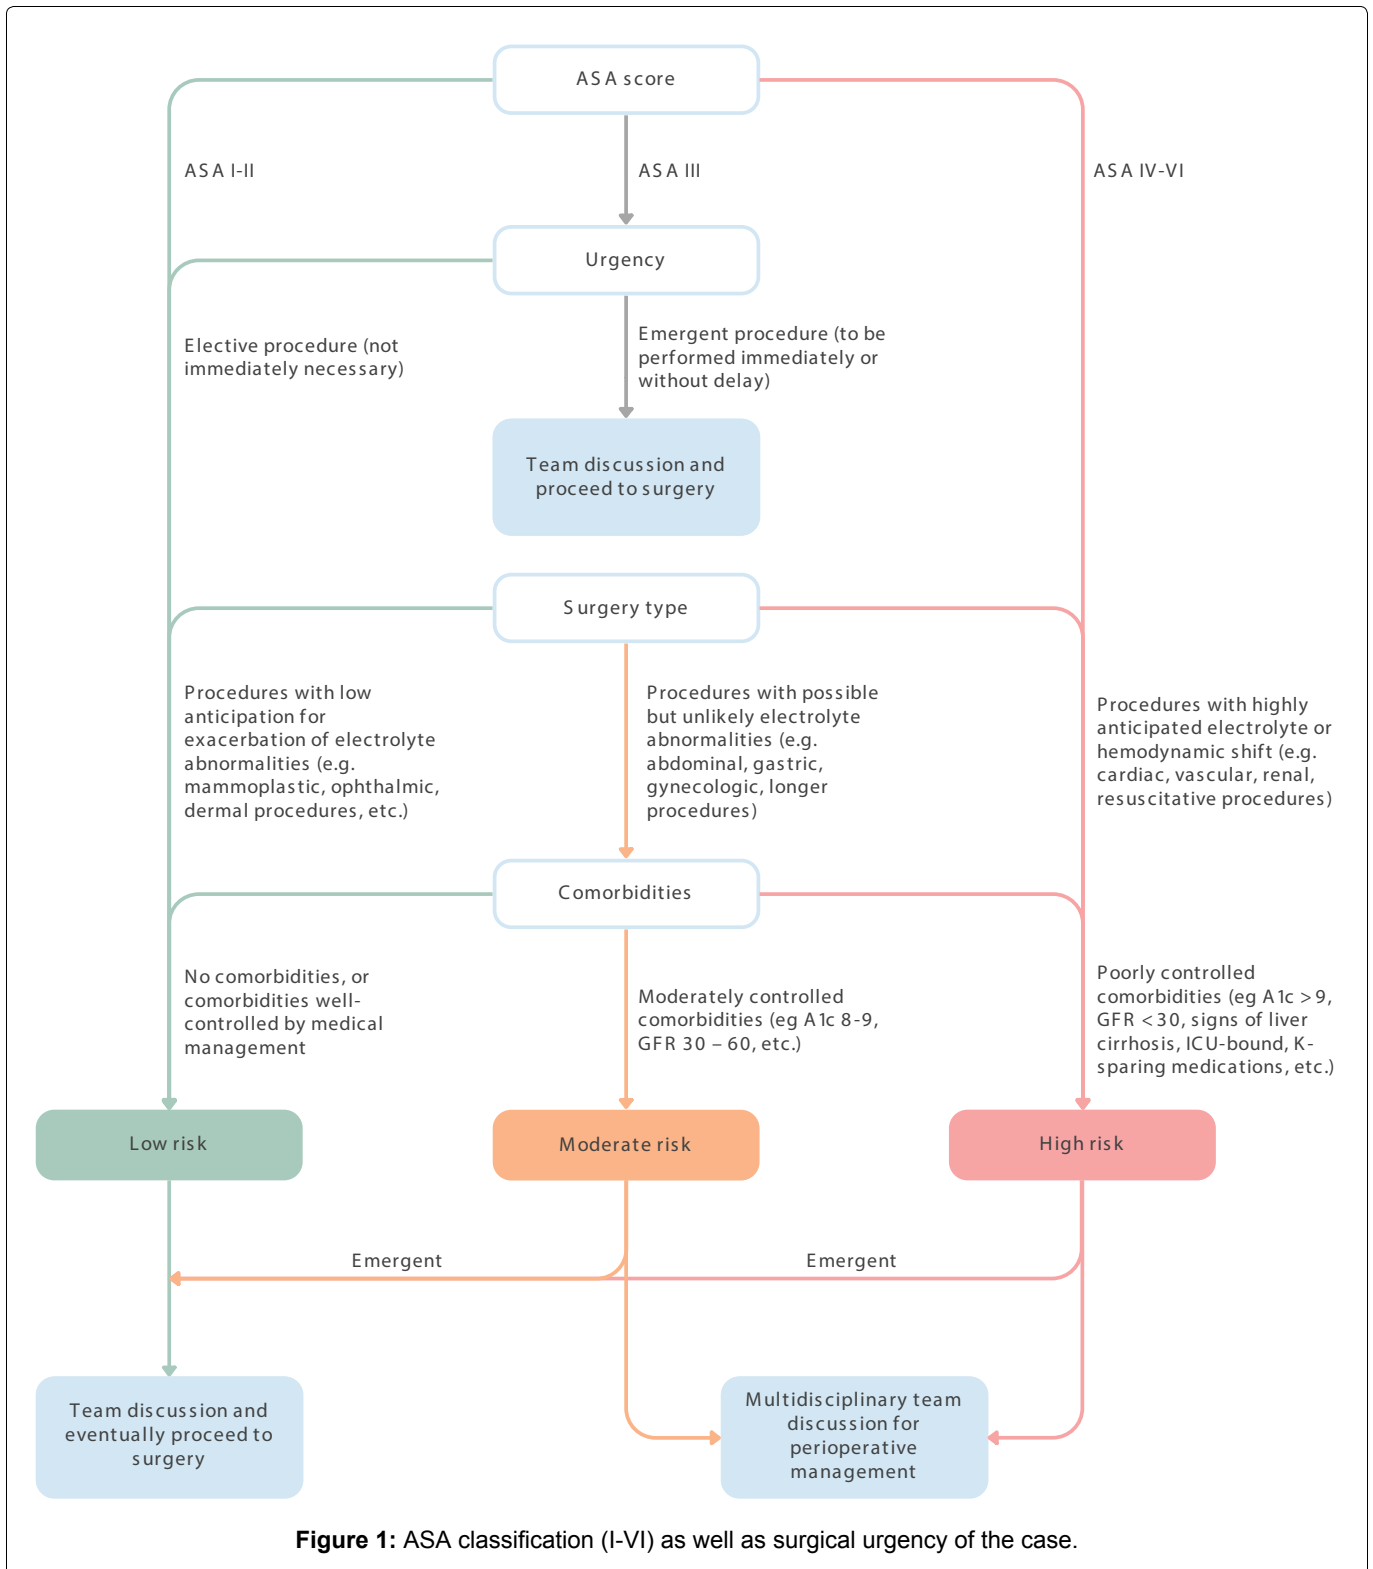 ASA score
ASA I-II
ASA III
ASA IV-VI
Urgency
Elective procedure (not
immediately necessary)
Emergent procedure (to be
performed immediately or
without delay)
Team discussion and
proceed to surgery
Surgery type
Procedures with low
anticipation for
exacerbation of electrolyte
abnormalities (e.g.
mammoplastic, ophthalmic,
dermal procedures, etc.)
Procedures with possible
but unlikely electrolyte
abnormalities (e.g.
abdominal, gastric,
gynecologic, longer
procedures)
Procedures with highly
anticipated electrolyte or
hemodynamic shift (e.g.
cardiac, vascular, renal,
resuscitative procedures)
Comorbidities
No comorbidities, or
comorbidities well-
controlled by medical
management
Moderately controlled
comorbidities (eg A1c 8-9,
GFR 30 – 60, etc.)
Poorly controlled
comorbidities (eg A1c >9,
GFR <30, signs of liver
cirrhosis, ICU-bound, K-
sparing medications, etc.)
Low risk
Moderate risk
High risk
Emergent
Emergent
Team discussion and
eventually proceed to
surgery
Multidisciplinary team
discussion for
perioperative
management
Figure 1: ASA classification (I-VI) as well as surgical urgency of the case.